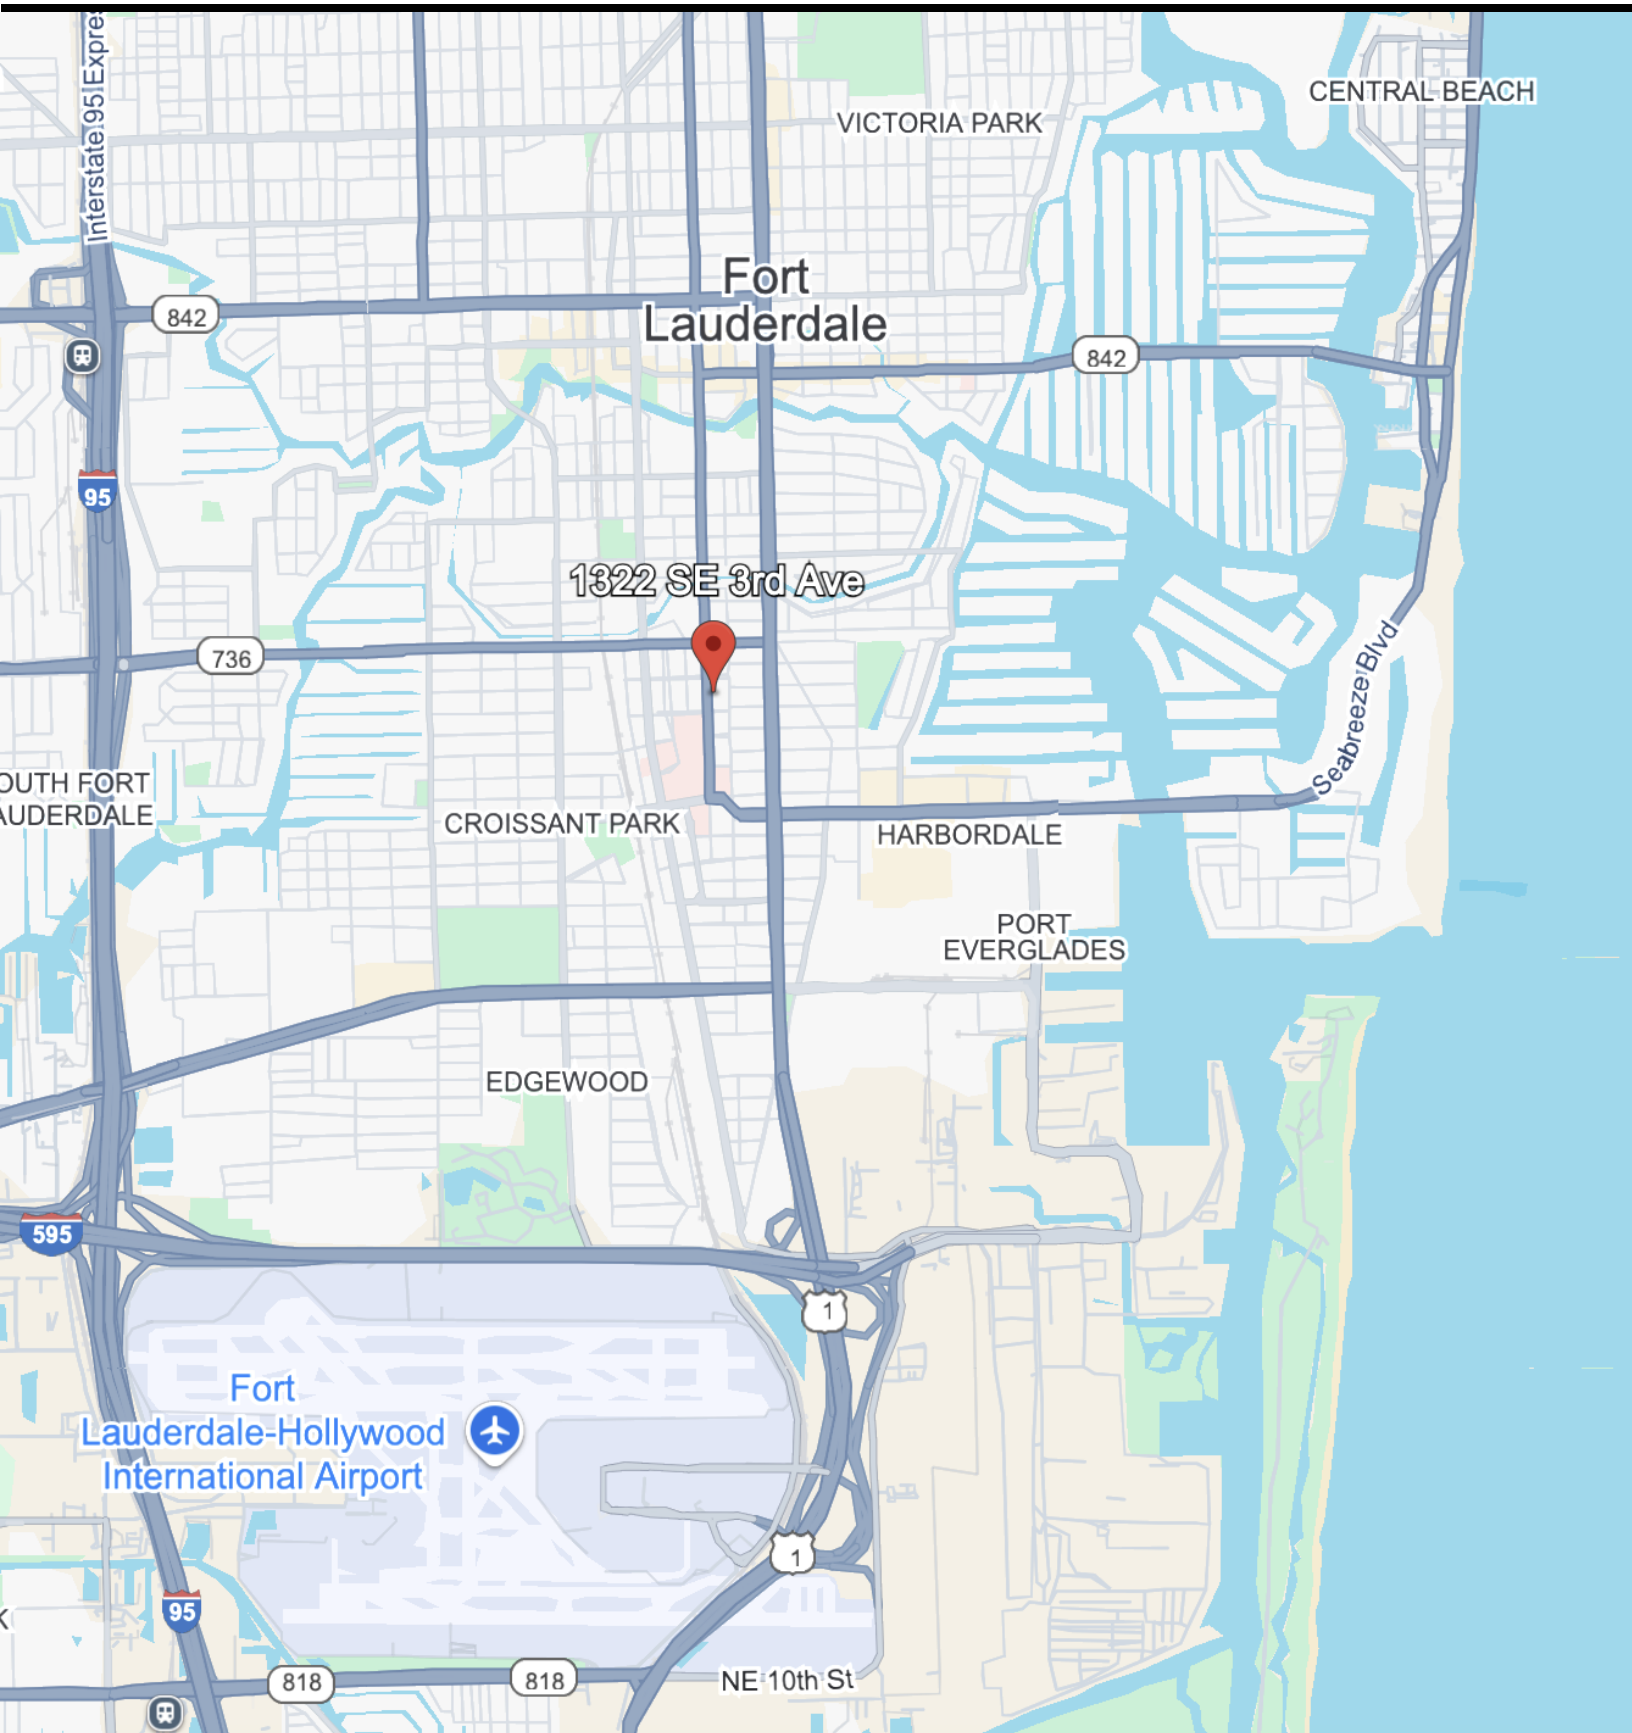 Interstate 95 Expres
CENTRAL BEACH
VICTORIA PARK
Fort
Lauderdale
842
842
95
1322 SE 3rd Ave
736
Seabreeze Blvd
OUTH FORT
AUDERDALE
CROISSANT PARK
HARBORDALE
PORT
EVERGLADES
EDGEWOOD
595
1
Fort
Lauderdale-Hollywood
International Airport
1
95
K
818
818
NE 10th St